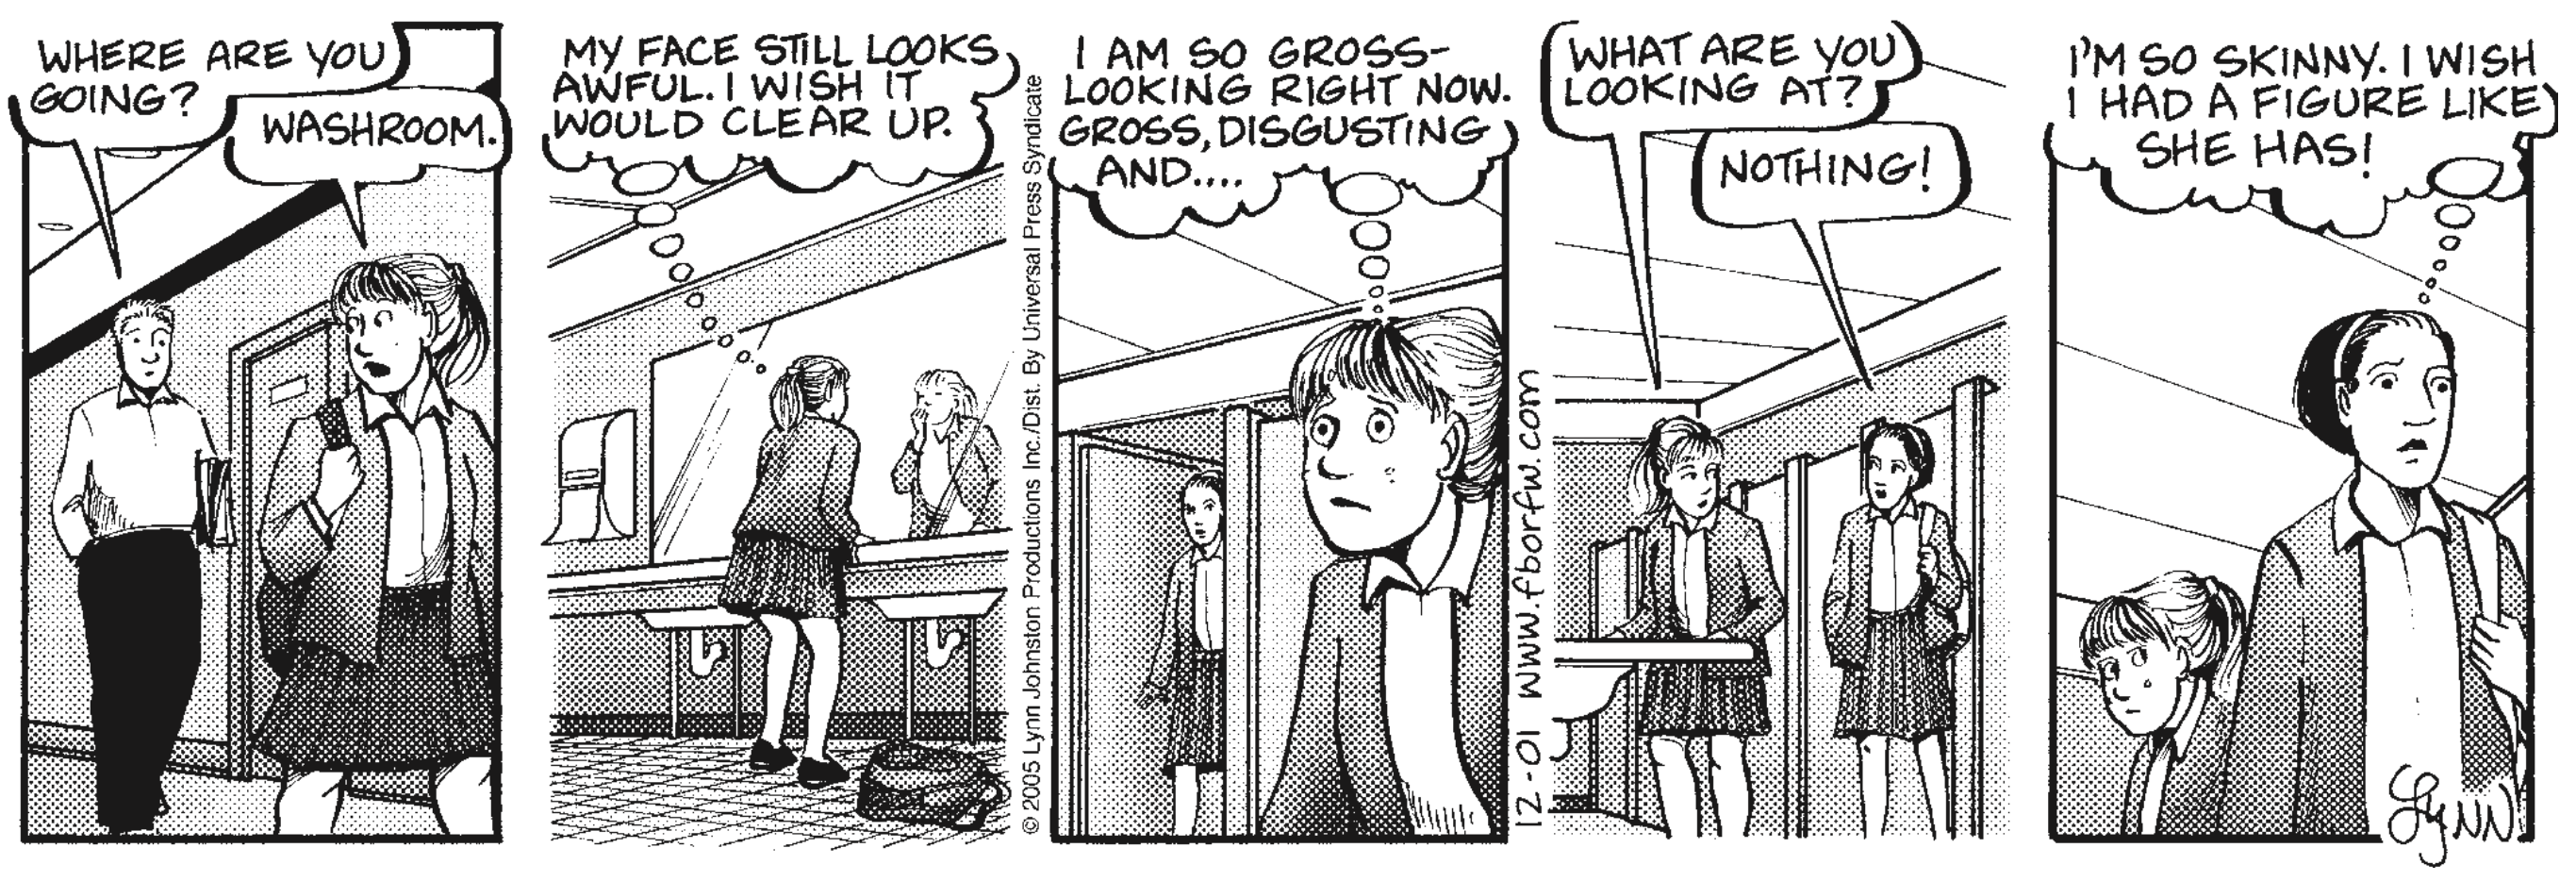 WHERE ARE YOU
GOING?
WASHROOM.
MY FACE STILL LOOKS
AWFUL. I WISH IT
WOULD CLEAR UP.
© 2005 Lynn Johnston Productions Inc./Dist. By Universal Press Syndicate
I AM SO GROSS-
LOOKING RIGHT NOW.
GROSS, DISGUSTING
AND....
12-01 www.fborfw.com
WHAT ARE YOU
LOOKING AT?
NOTHING!
I'M SO SKINNY. I WISH
I HAD A FIGURE LIKE
SHE HAS!
Lynn